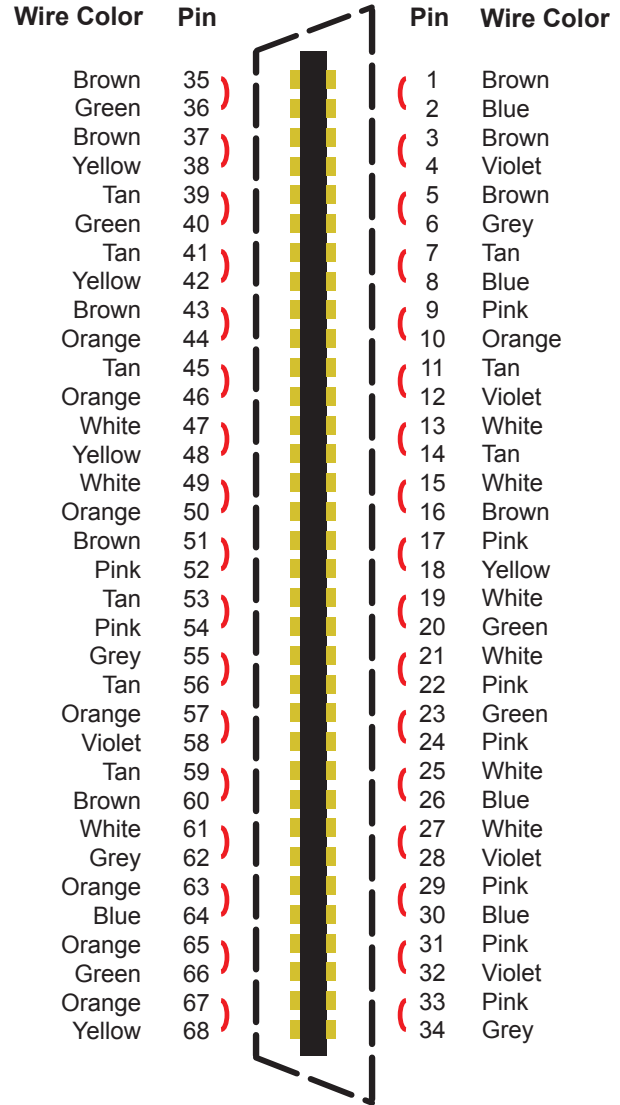 Wire Color Pin Pin Wire Color
Brown 35 1 Brown
Green 36 2 Blue
Brown 37 3 Brown
Yellow 38 4 Violet
Tan 39 5 Brown
Green 40 6 Grey
Tan 41 7 Tan
Yellow 42 8 Blue
Brown 43 9 Pink
Orange 44 10 Orange
Tan 45 11 Tan
Orange 46 12 Violet
White 47 13 White
Yellow 48 14 Tan
White 49 15 White
Orange 50 16 Brown
Brown 51 17 Pink
Pink 52 18 Yellow
Tan 53 19 White
Pink 54 20 Green
Grey 55 21 White
Tan 56 22 Pink
Orange 57 23 Green
Violet 58 24 Pink
Tan 59 25 White
Brown 60 26 Blue
White 61 27 White
Grey 62 28 Violet
Orange 63 29 Pink
Blue 64 30 Blue
Orange 65 31 Pink
Green 66 32 Violet
Orange 67 33 Pink
Yellow 68 34 Grey